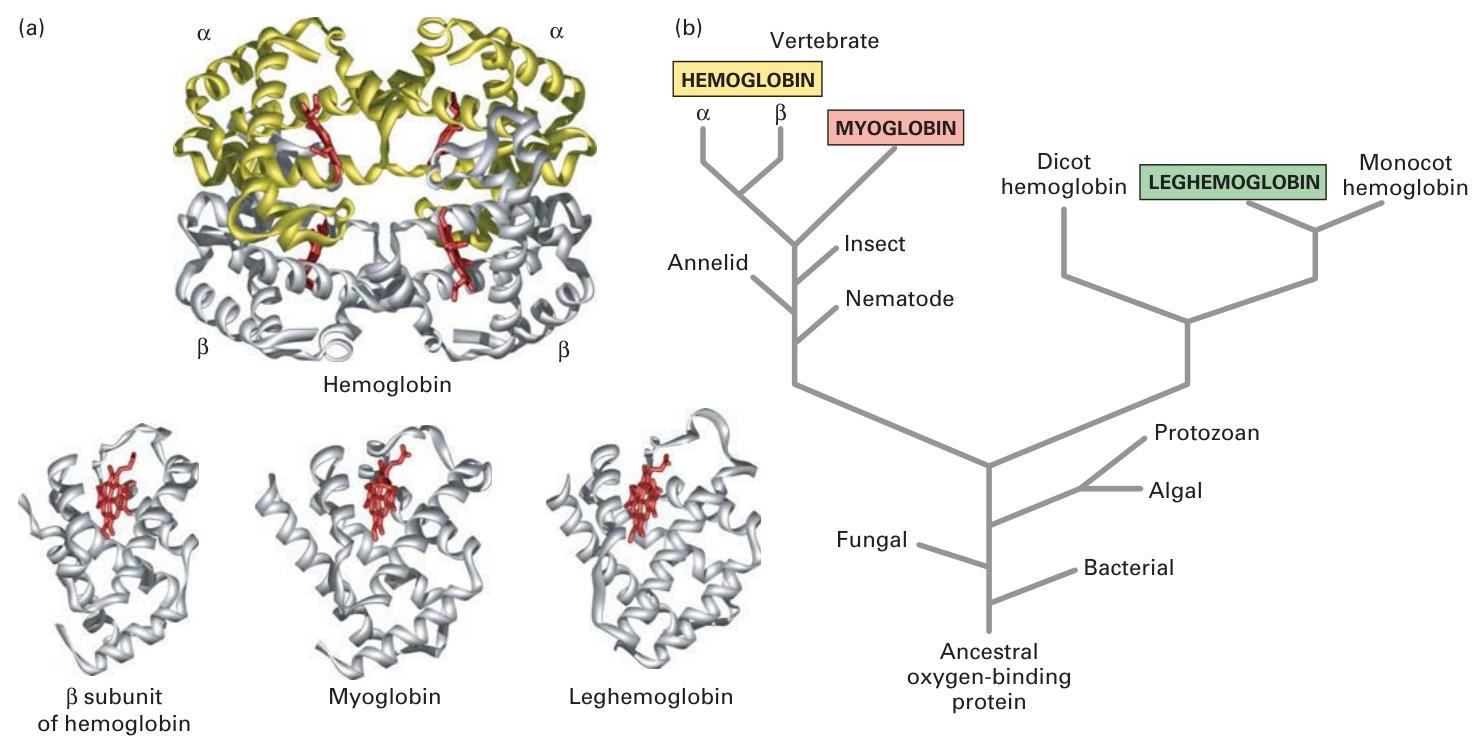 (a)
α
α
β
β
Hemoglobin
β subunit
of hemoglobin
Myoglobin
Leghemoglobin
(b)
Vertebrate
HEMOGLOBIN
α
β
MYOGLOBIN
Dicot
hemoglobin
LEGHEMOGLOBIN
Monocot
hemoglobin
Insect
Annelid
Nematode
Protozoan
Algal
Fungal
Bacterial
Ancestral
oxygen-binding
protein